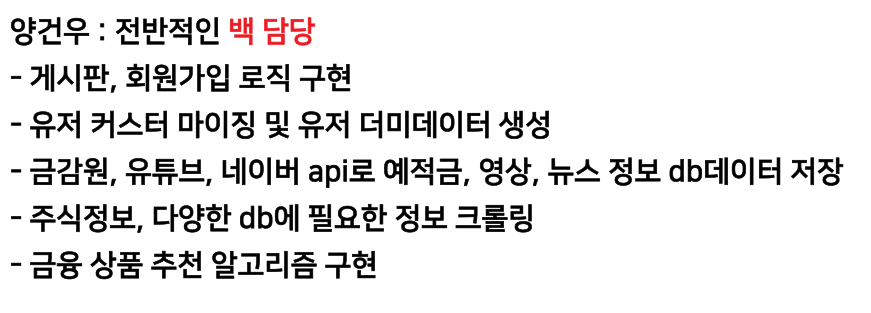 양건우 : 전반적인 백 담당
- 게시판, 회원가입 로직 구현
- 유저 커스터 마이징 및 유저 더미데이터 생성
- 금감원, 유튜브, 네이버 api로 예적금, 영상, 뉴스 정보 db데이터 저장
- 주식정보, 다양한 db에 필요한 정보 크롤링
- 금융 상품 추천 알고리즘 구현